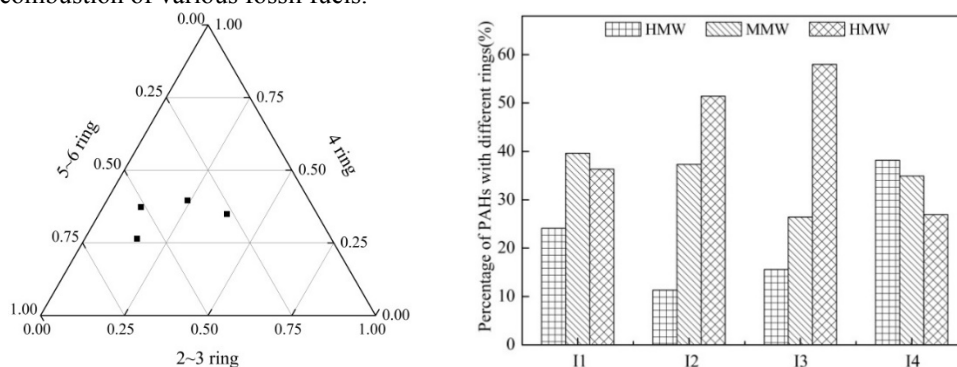 combustion of various fossil fuels.
0.00 1.00
0.25 0.75
5~6 ring 4 ring
0.50 0.50
0.75 0.25
1.00 0.00
0.00 0.25 0.50 0.75 1.00
2~3 ring
HMW MMW HMW
Percentage of PAHs with different rings(%)
60
50
40
30
20
10
0
I1 I2 I3 I4